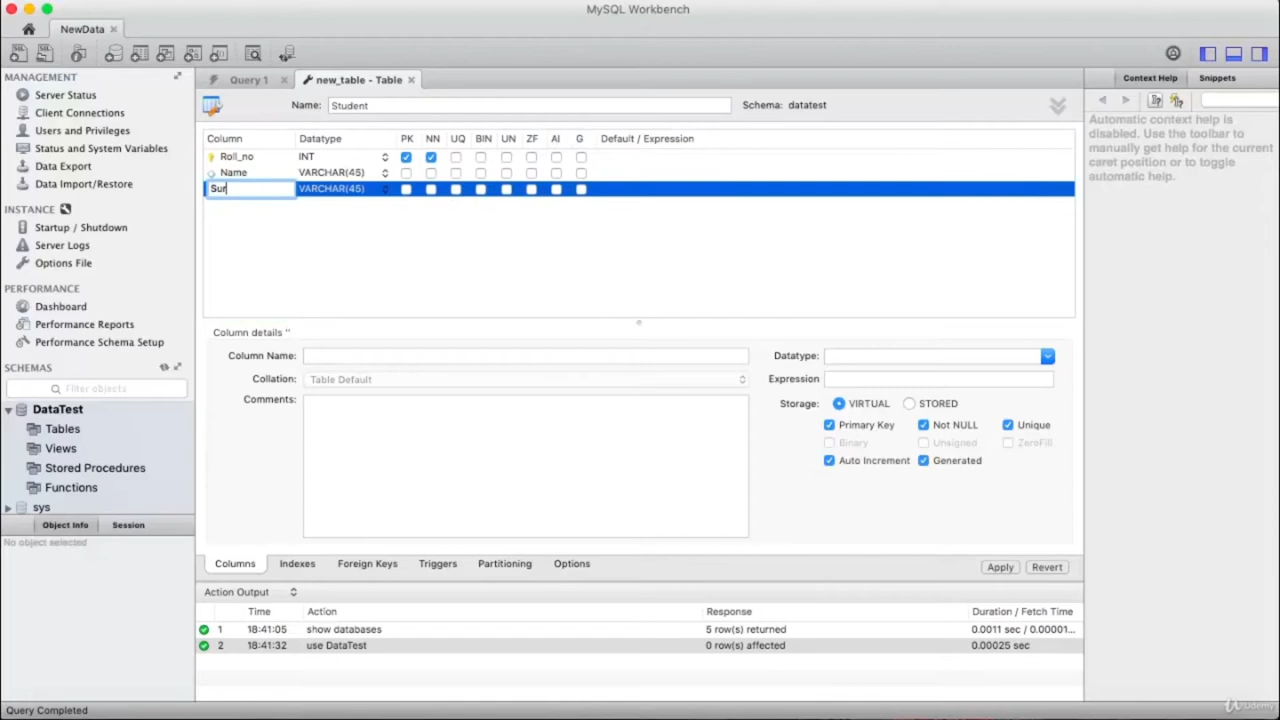 MySQL Workbench
NewData
MANAGEMENT
Server Status
Client Connections
Users and Privileges
Status and System Variables
Data Export
Data Import/Restore
INSTANCE
Startup / Shutdown
Server Logs
Options File
PERFORMANCE
Dashboard
Performance Reports
Performance Schema Setup
SCHEMAS
Filter objects
DataTest
Tables
Views
Stored Procedures
Functions
sys
Object Info Session
No object selected
Query 1 new_table - Table
Name: Student Schema: datatest
Column Datatype PK NN UQ BIN UN ZF AI G Default / Expression
Roll_no INT
Name VARCHAR(45)
Sur VARCHAR(45)
Column details ''
Column Name: Datatype:
Collation: Table Default Expression
Comments: Storage: VIRTUAL STORED
Primary Key Not NULL Unique
Binary Unsigned ZeroFill
Auto Increment Generated
Columns Indexes Foreign Keys Triggers Partitioning Options Apply Revert
Action Output
Time Action Response Duration / Fetch Time
1 18:41:05 show databases 5 row(s) returned 0.0011 sec / 0.00001...
2 18:41:32 use DataTest 0 row(s) affected 0.00025 sec
Context Help Snippets
Automatic context help is
disabled. Use the toolbar to
manually get help for the current
caret position or to toggle
automatic help.
Query Completed
Udemy